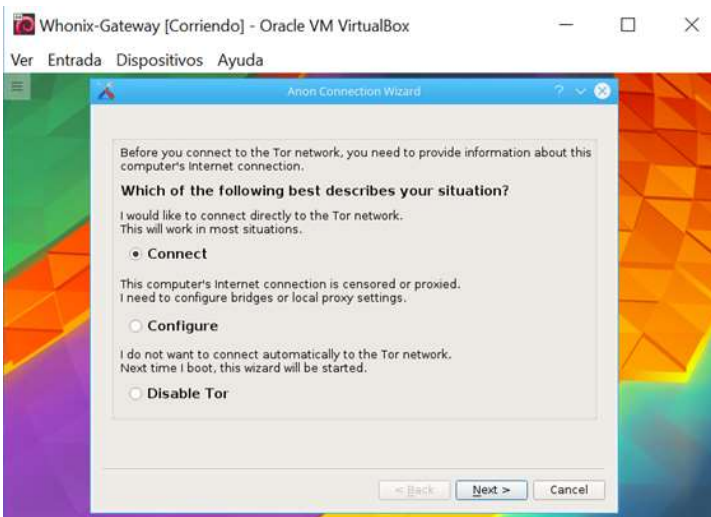 Whonix-Gateway [Corriendo] - Oracle VM VirtualBox
Ver Entrada Dispositivos Ayuda
Anon Connection Wizard
Before you connect to the Tor network, you need to provide information about this
computer's Internet connection.
Which of the following best describes your situation?
I would like to connect directly to the Tor network.
This will work in most situations.
Connect
This computer's Internet connection is censored or proxied.
I need to configure bridges or local proxy settings.
Configure
I do not want to connect automatically to the Tor network.
Next time I boot, this wizard will be started.
Disable Tor
< Back Next > Cancel